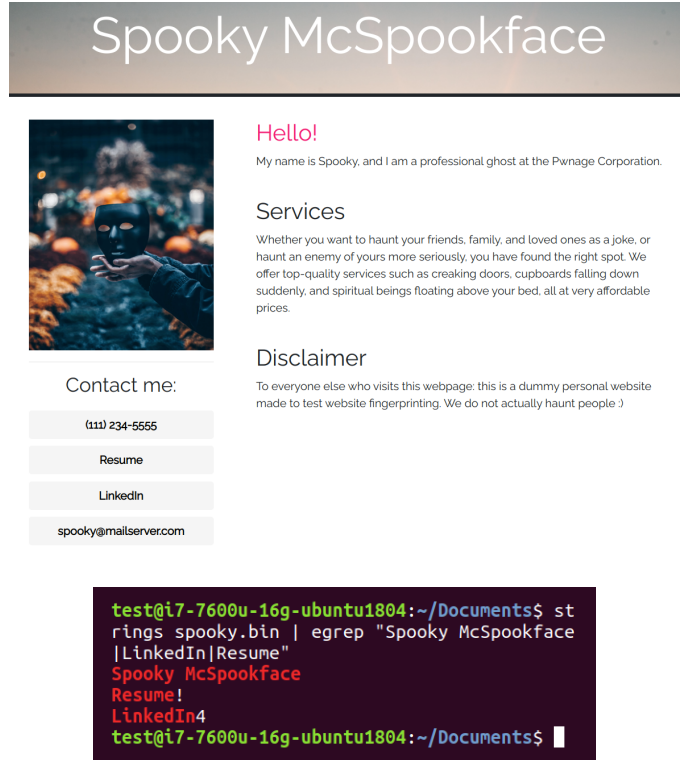 Spooky McSpookface
Hello!
My name is Spooky, and I am a professional ghost at the Pwnage Corporation.
Services
Whether you want to haunt your friends, family, and loved ones as a joke, or
haunt an enemy of yours more seriously, you have found the right spot. We
offer top-quality services such as creaking doors, cupboards falling down
suddenly, and spiritual beings floating above your bed, all at very affordable
prices.
Disclaimer
To everyone else who visits this webpage: this is a dummy personal website
made to test website fingerprinting. We do not actually haunt people :)
Contact me:
(111) 234-5555
Resume
LinkedIn
spooky@mailserver.com
test@i7-7600u-16g-ubuntu1804:~/Documents$ st
rings spooky.bin | egrep "Spooky McSpookface
|LinkedIn|Resume"
Spooky McSpookface
Resume!
LinkedIn4
test@i7-7600u-16g-ubuntu1804:~/Documents$